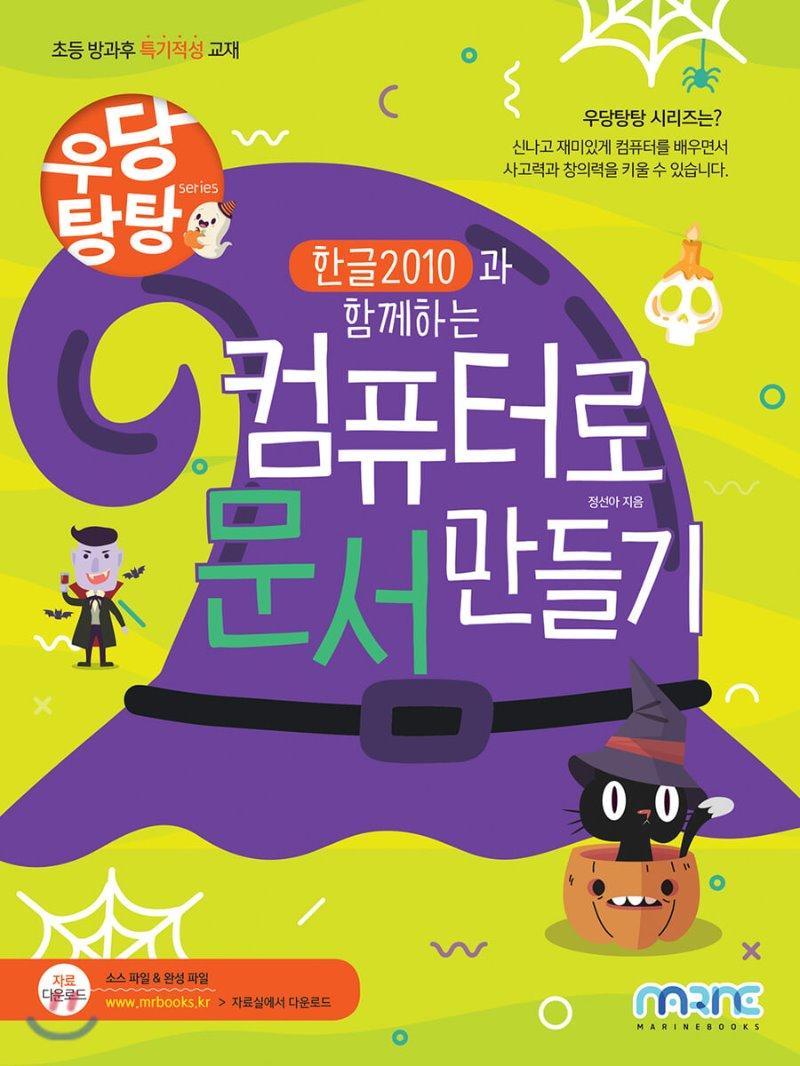 초등 방과후 특기적성 교재
우당
탕탕
series
우당탕탕 시리즈는?
신나고 재미있게 컴퓨터를 배우면서
사고력과 창의력을 키울 수 있습니다.
한글2010 과
함께하는
컴퓨터로
정선아 지음
문서 만들기
자료
다운로드
소스 파일 & 완성 파일
www.mrbooks.kr > 자료실에서 다운로드
MARINE
MARINEBOOKS